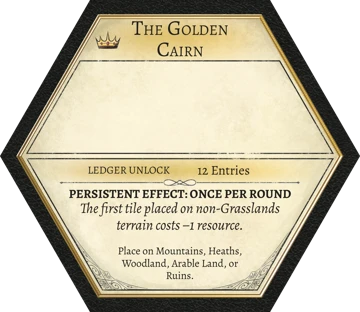 The Golden
Cairn
Ledger Unlock 12 Entries
PERSISTENT EFFECT: ONCE PER ROUND
The first tile placed on non-Grasslands
terrain costs –1 resource.
Place on Mountains, Heaths,
Woodland, Arable Land, or
Ruins.